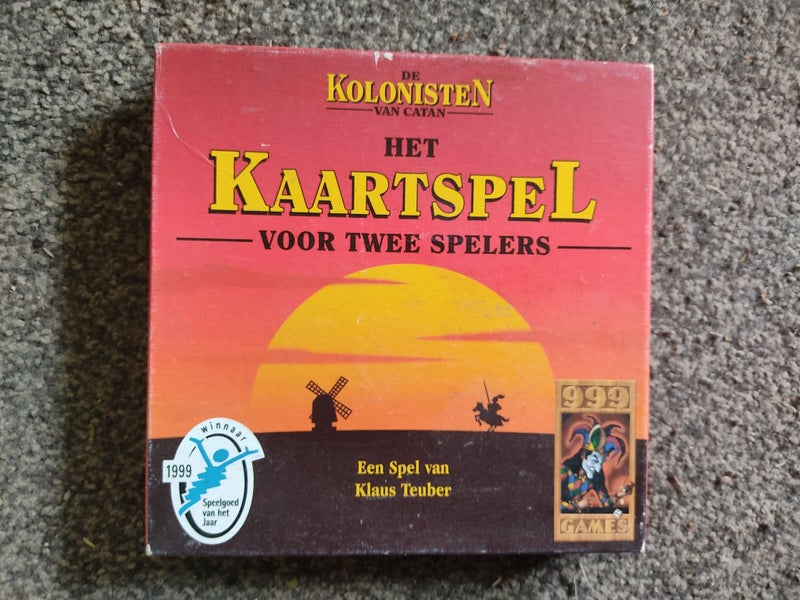 DE
KOLONISTEN
VAN CATAN
HET
KAARTSPEL
VOOR TWEE SPELERS
Een Spel van
Klaus Teuber
winnaar
1999
Speelgoed
van het
Jaar
999
GAMES